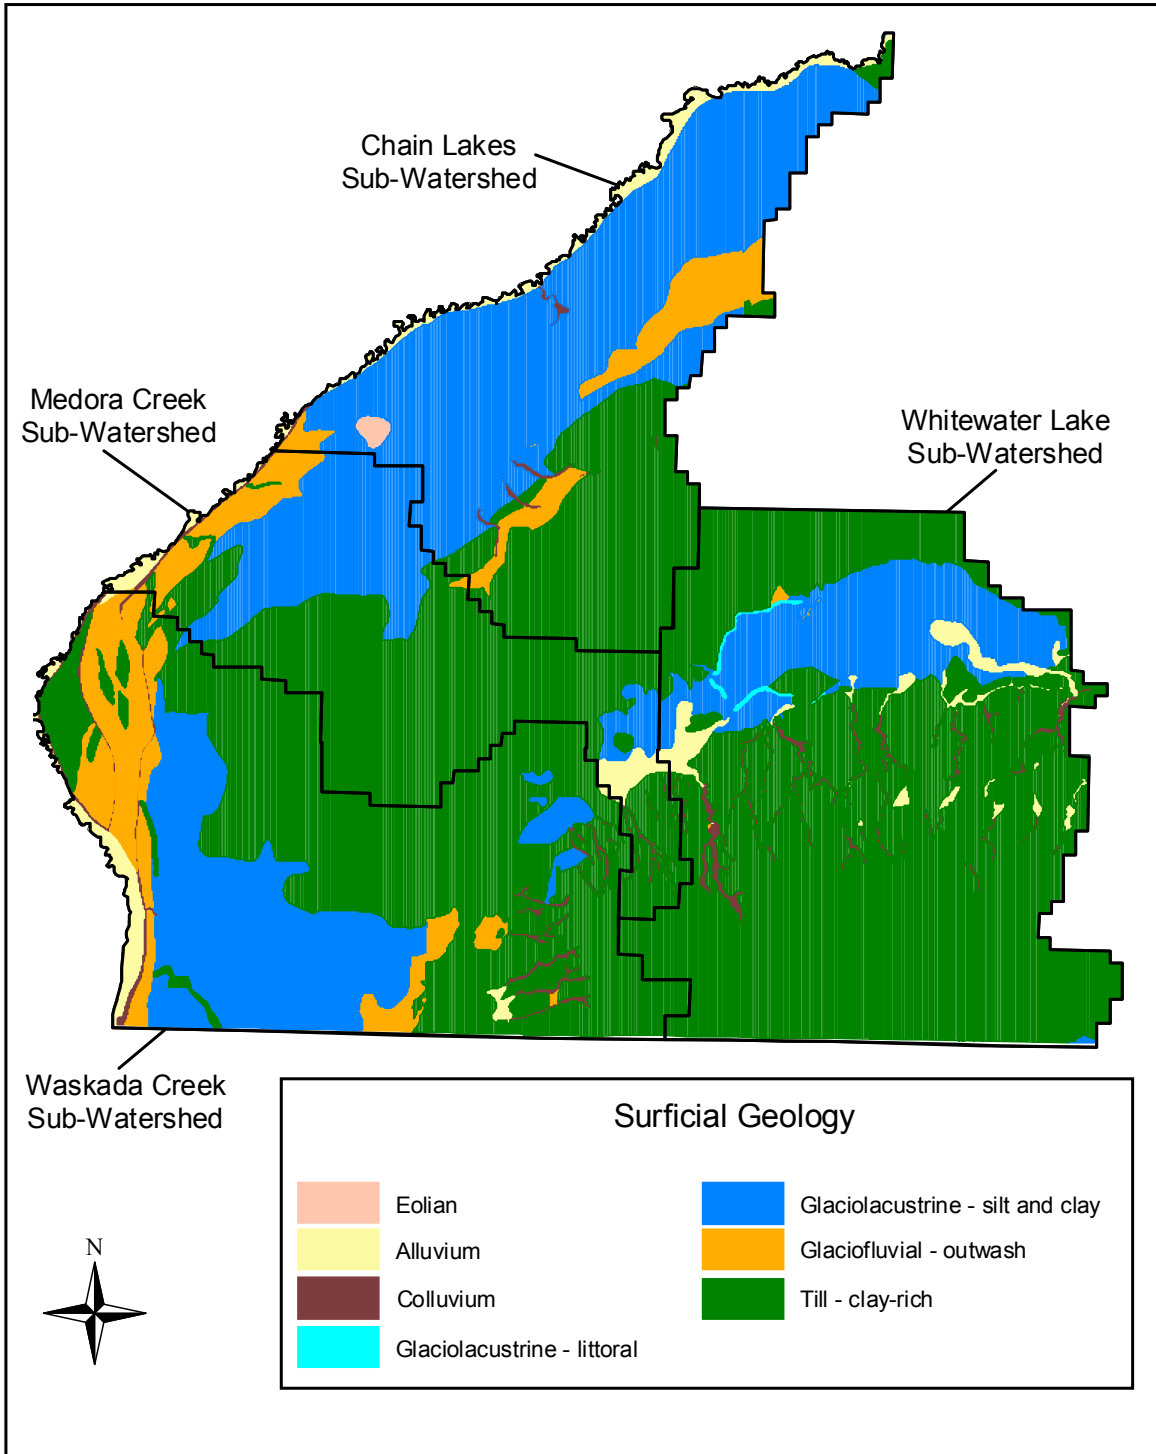 Chain Lakes
Sub-Watershed
Medora Creek
Sub-Watershed
Whitewater Lake
Sub-Watershed
Waskada Creek
Sub-Watershed
Surficial Geology
Eolian
Alluvium
Colluvium
Glaciolacustrine - littoral
Glaciolacustrine - silt and clay
Glaciofluvial - outwash
Till - clay-rich
N